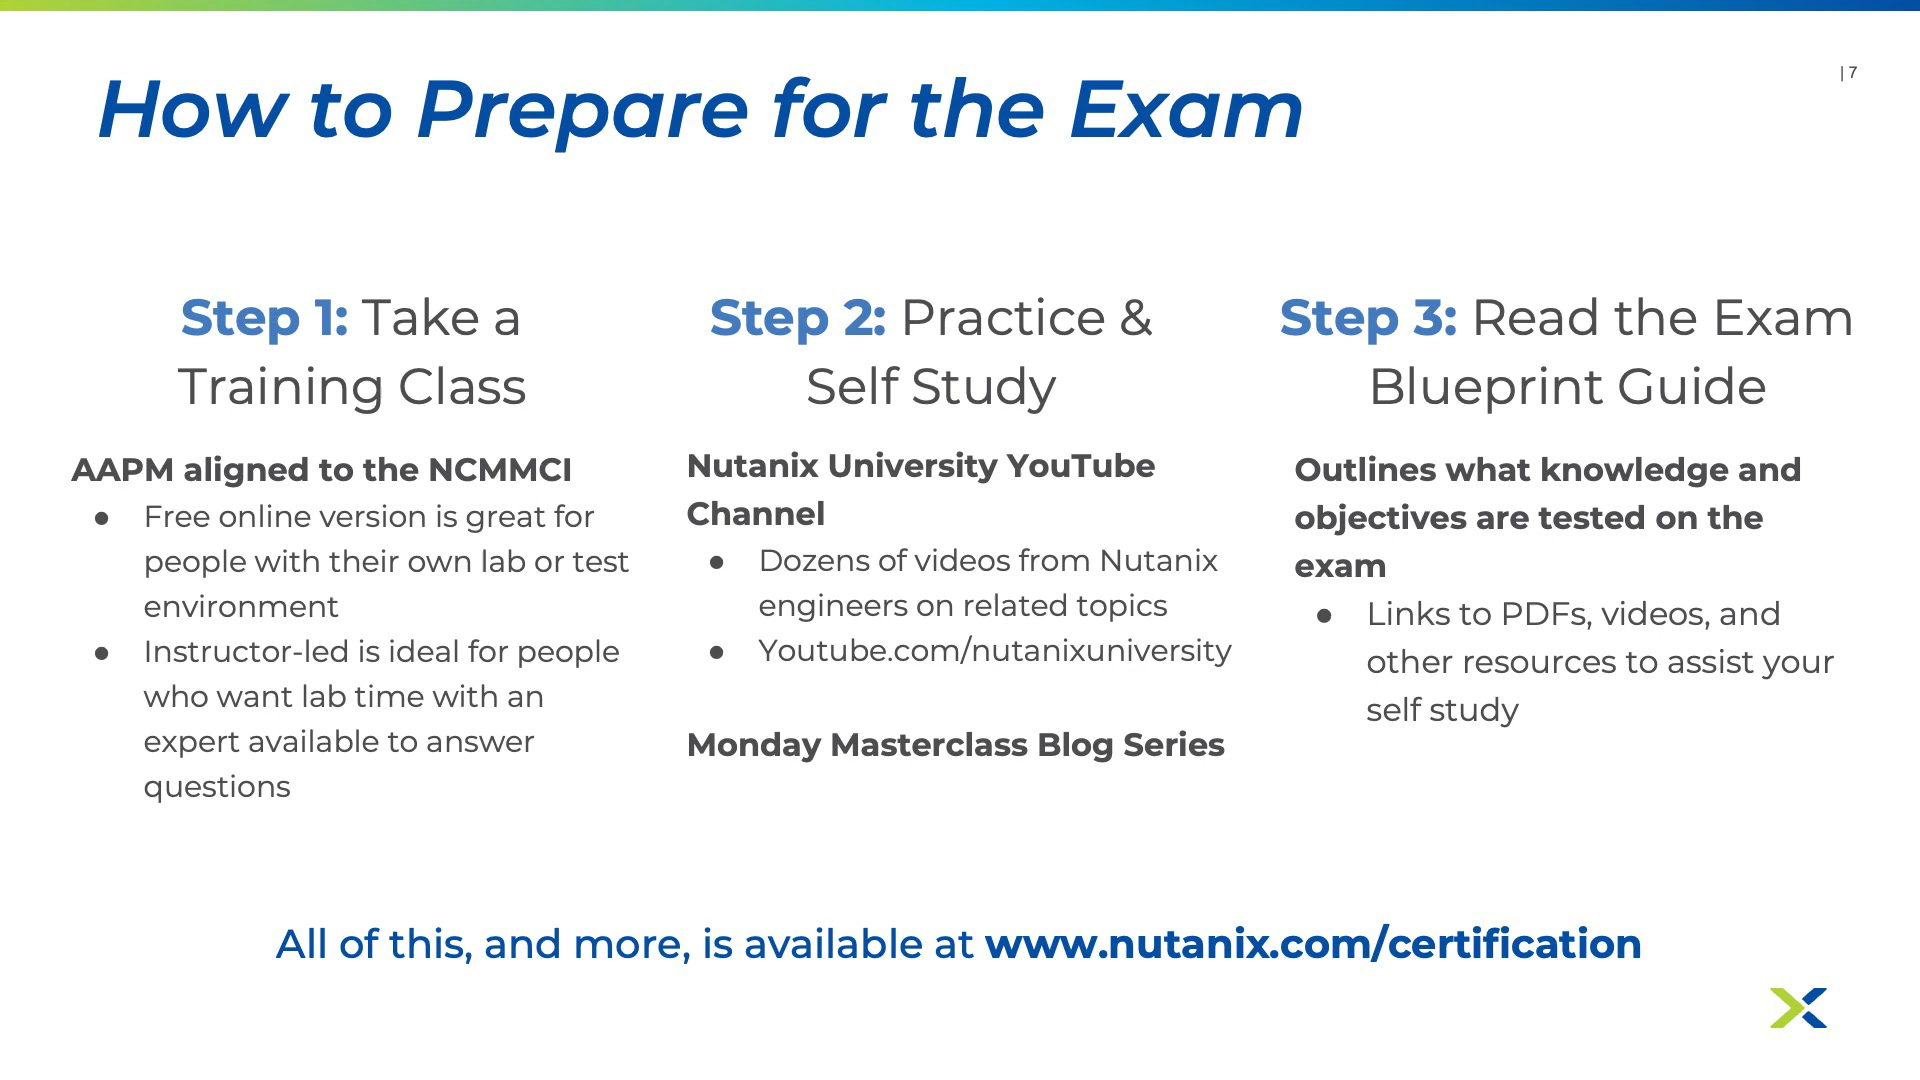 | 7
How to Prepare for the Exam
Step 1: Take a
Training Class
AAPM aligned to the NCMMCI
● Free online version is great for
people with their own lab or test
environment
● Instructor-led is ideal for people
who want lab time with an
expert available to answer
questions
Step 2: Practice &
Self Study
Nutanix University YouTube
Channel
● Dozens of videos from Nutanix
engineers on related topics
● Youtube.com/nutanixuniversity
Monday Masterclass Blog Series
Step 3: Read the Exam
Blueprint Guide
Outlines what knowledge and
objectives are tested on the
exam
● Links to PDFs, videos, and
other resources to assist your
self study
All of this, and more, is available at www.nutanix.com/certification